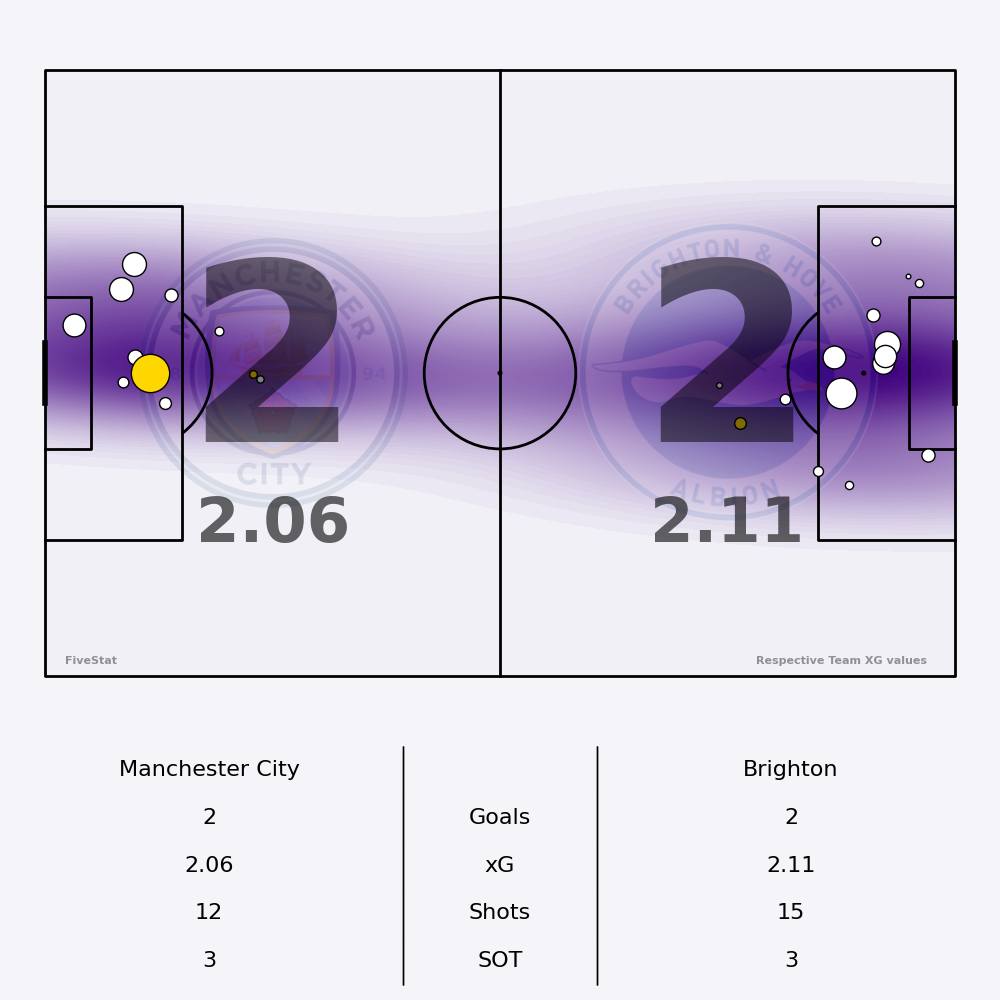 MANCHESTER
94
CITY
BRIGHTON & HOVE
ALBION
2
2
2.06
2.11
FiveStat
Respective Team XG values
Manchester City
Brighton
2
Goals
2
2.06
xG
2.11
12
Shots
15
3
SOT
3